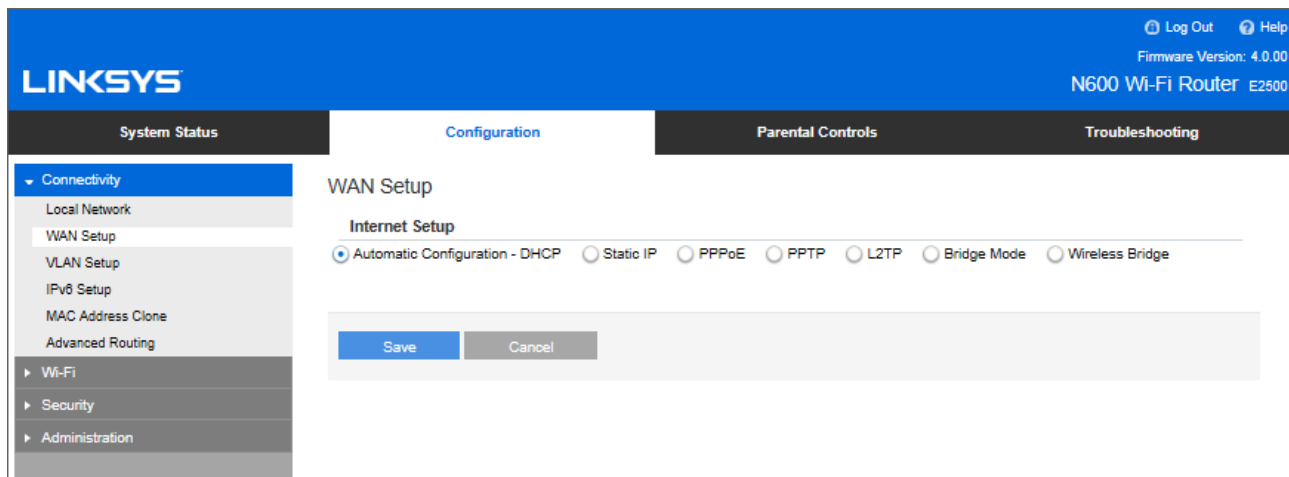 Log Out Help
Firmware Version: 4.0.00
LINKSYS
N600 Wi-Fi Router E2500
System Status Configuration Parental Controls Troubleshooting
Connectivity
Local Network
WAN Setup
VLAN Setup
IPv6 Setup
MAC Address Clone
Advanced Routing
Wi-Fi
Security
Administration
WAN Setup
Internet Setup
Automatic Configuration - DHCP Static IP PPPoE PPTP L2TP Bridge Mode Wireless Bridge
Save Cancel